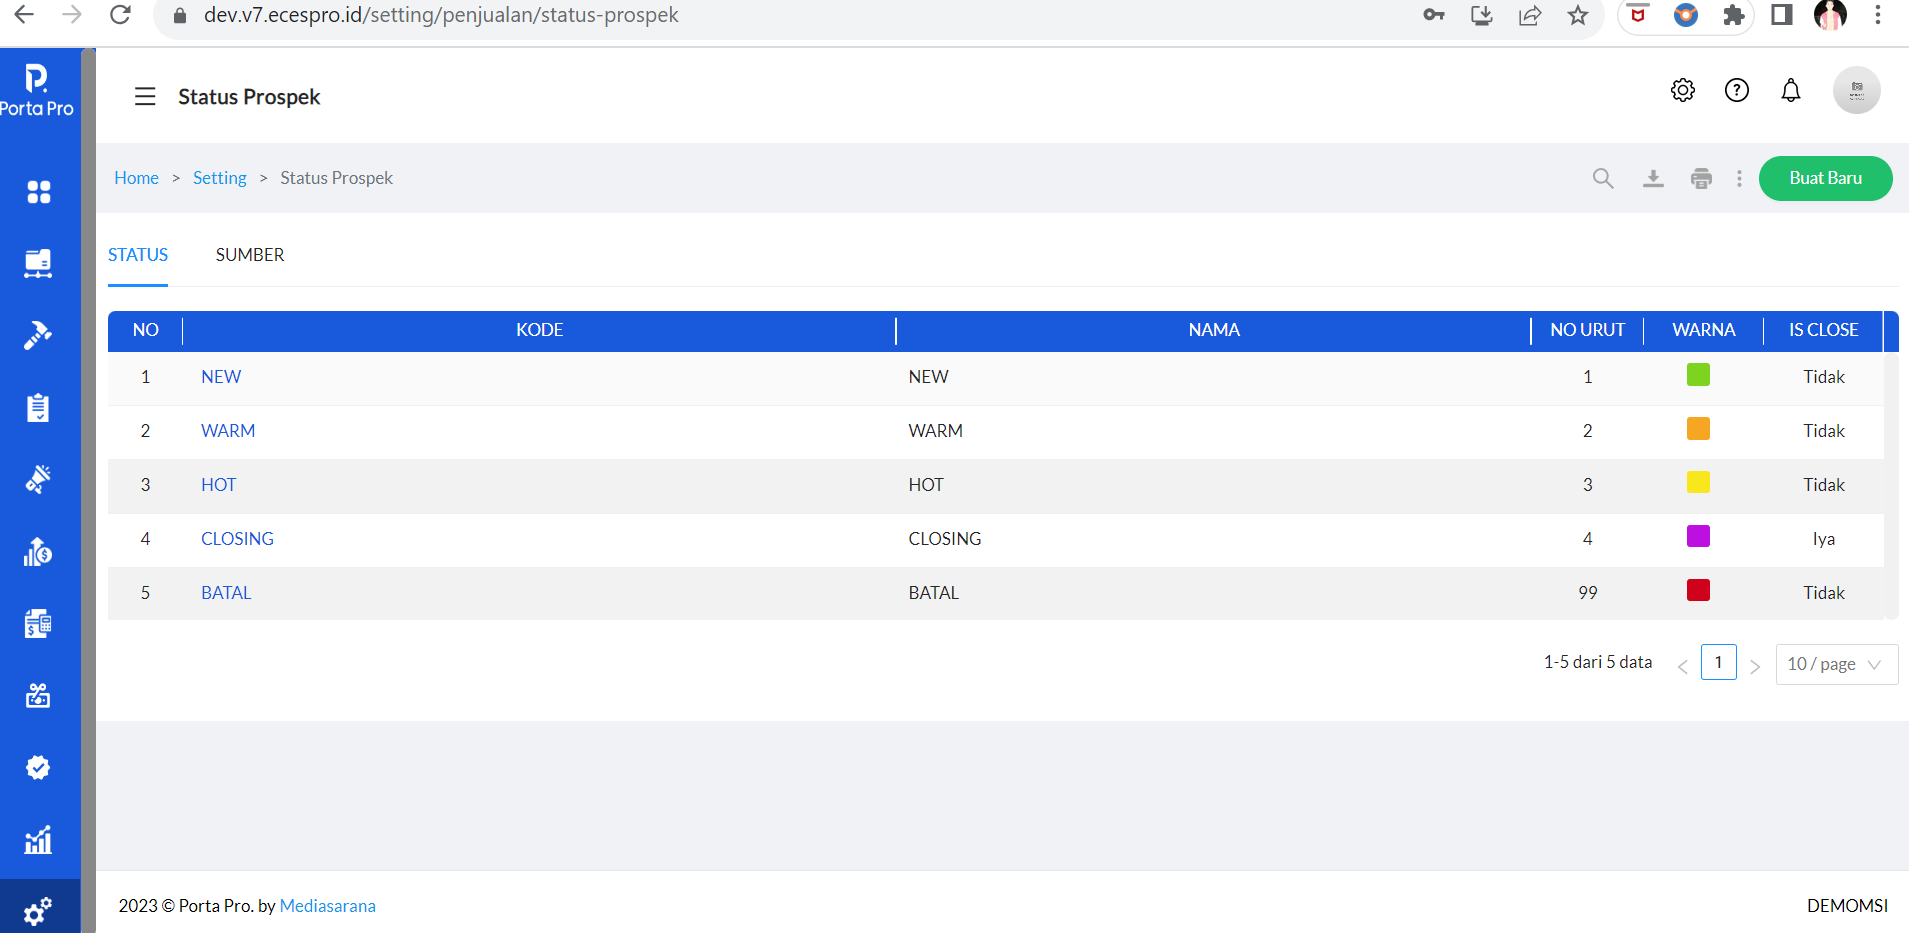 dev.v7.ecespro.id/setting/penjualan/status-prospek
Porta Pro
Status Prospek
Home > Setting > Status Prospek
Buat Baru
STATUS SUMBER
NO KODE NAMA NO URUT WARNA IS CLOSE
1 NEW NEW 1 Tidak
2 WARM WARM 2 Tidak
3 HOT HOT 3 Tidak
4 CLOSING CLOSING 4 Iya
5 BATAL BATAL 99 Tidak
1-5 dari 5 data < 1 > 10 / page
2023 © Porta Pro. by Mediasarana
DEMOMSI